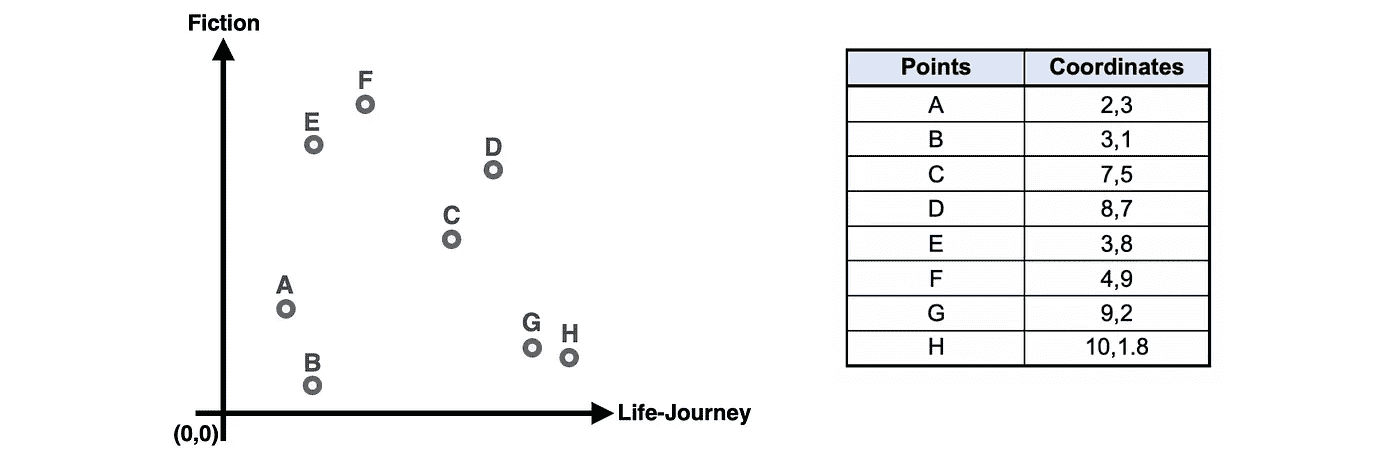 Fiction
F
E
D
C
A
G
H
B
Life-Journey
(0,0)
Points Coordinates
A 2,3
B 3,1
C 7,5
D 8,7
E 3,8
F 4,9
G 9,2
H 10,1.8